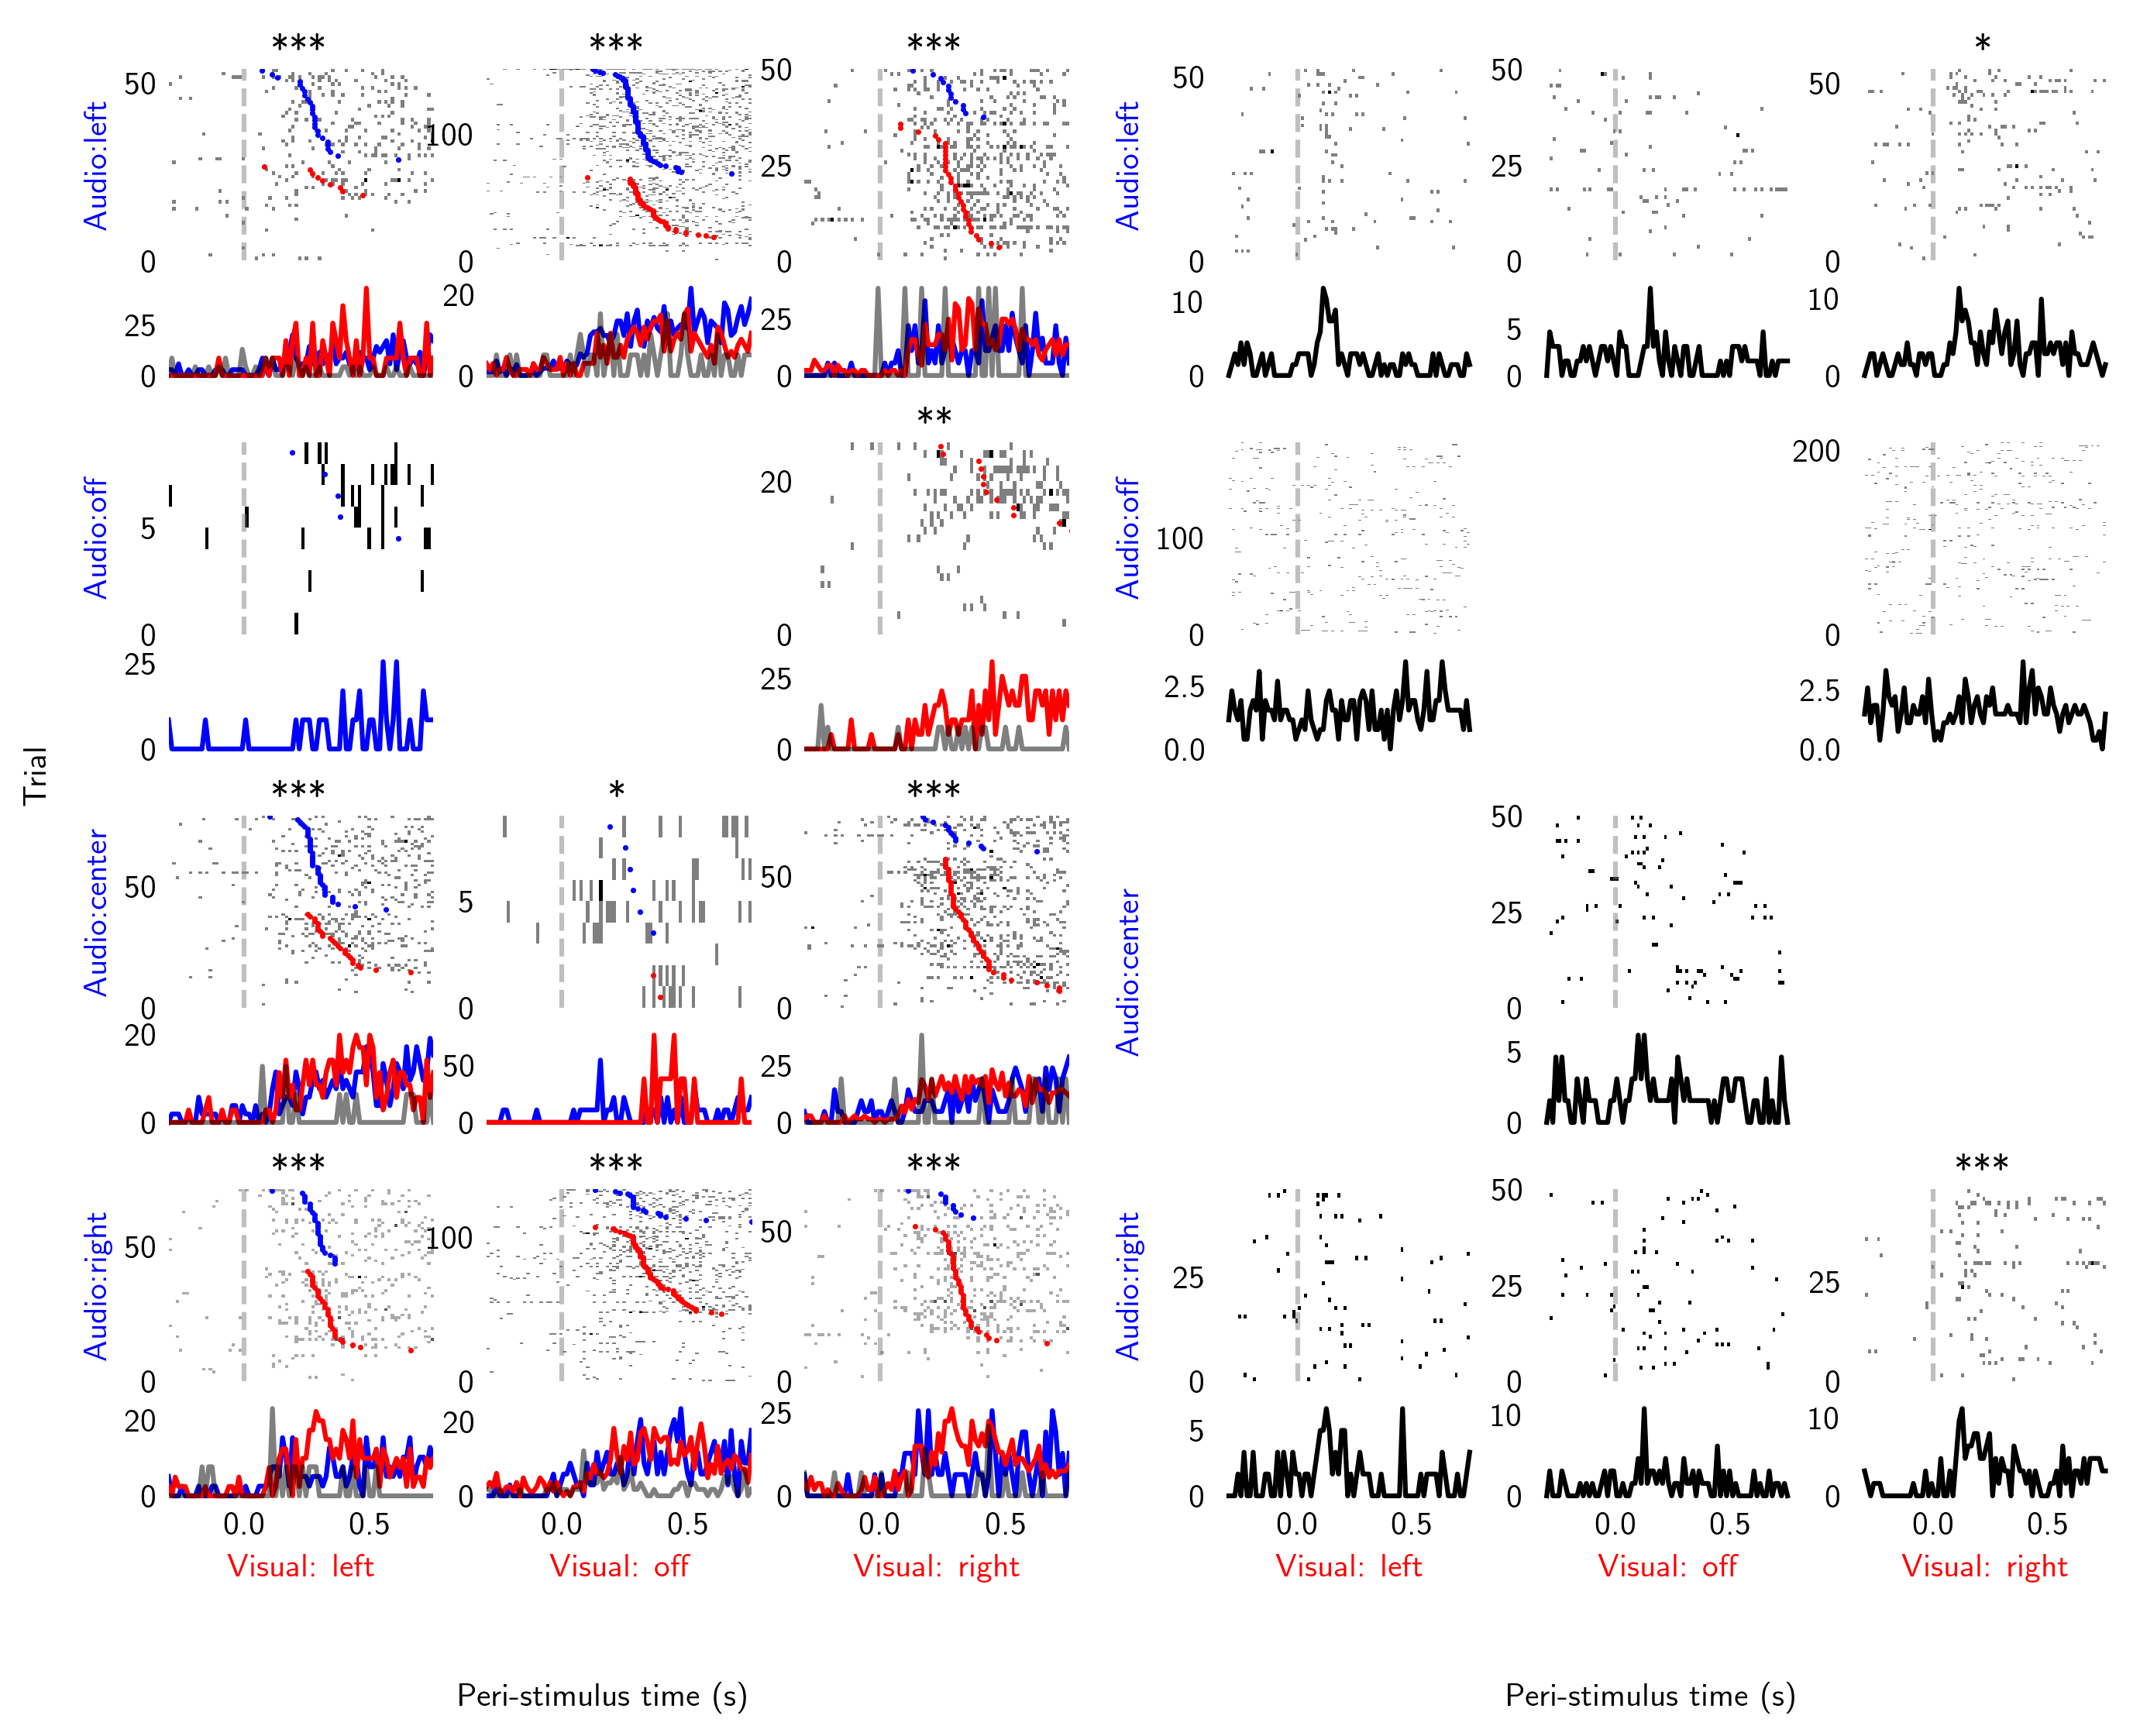 *** *** *** *
Audio:left 50 0 100 0 50 25 0 Audio:left 50 0 50 25 0 50 0
25 0 20 0 25 0 10 0 5 0 10 0
**
Audio:off 5 0 20 0 Audio:off 100 0 200 0
25 0 25 0 2.5 0.0 2.5 0.0
Trial
*** * ***
Audio:center 50 0 5 0 50 0 Audio:center 50 25 0
20 0 50 0 25 0 5 0
*** *** *** ***
Audio:right 50 0 100 0 50 0 Audio:right 25 0 50 25 0 25 0
20 0 20 0 25 0 5 0 10 0 10 0
0.0 0.5 0.0 0.5 0.0 0.5 0.0 0.5 0.0 0.5 0.0 0.5
Visual: left Visual: off Visual: right Visual: left Visual: off Visual: right
Peri-stimulus time (s) Peri-stimulus time (s)